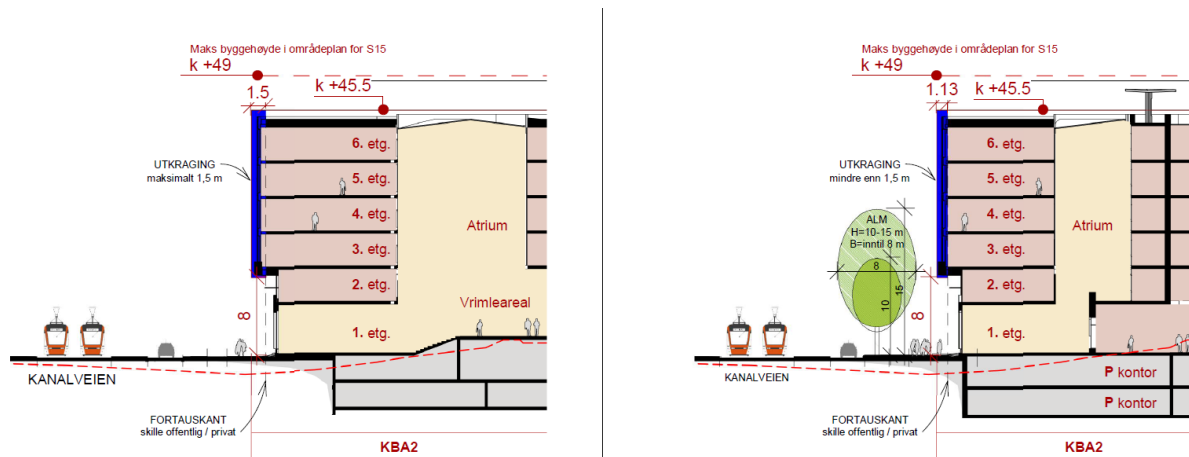 Maks byggehøyde i områdeplan for S15
k +49
1.5
k +45.5
6. etg.
UTKRAGING
maksimalt 1,5 m
5. etg.
4. etg.
Atrium
3. etg.
2. etg.
Vrimleareal
8
1. etg.
KANALVEIEN
FORTAUSKANT
skille offentlig / privat
KBA2
Maks byggehøyde i områdeplan for S15
k +49
1.13
k +45.5
6. etg.
UTKRAGING
mindre enn 1,5 m
5. etg.
ALM
H=10-15 m
B=inntil 8 m
4. etg.
Atrium
8
3. etg.
15
10
2. etg.
8
1. etg.
KANALVEIEN
P kontor
P kontor
FORTAUSKANT
skille offentlig / privat
KBA2